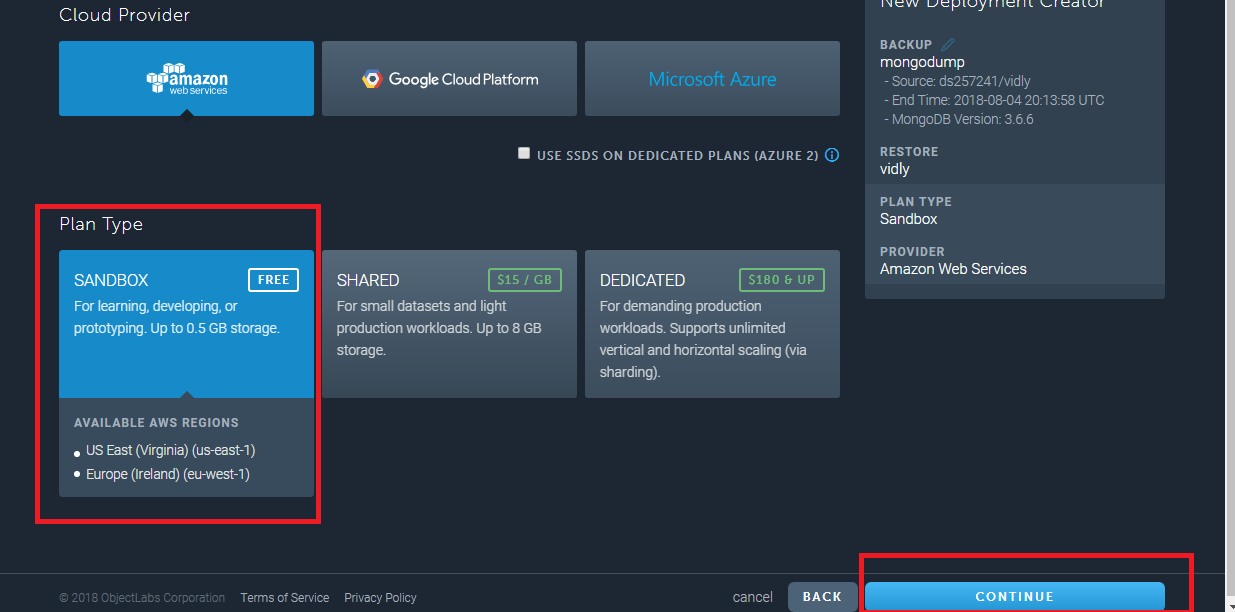 Cloud Provider
amazon
web services
Google Cloud Platform
Microsoft Azure
USE SSDS ON DEDICATED PLANS (AZURE 2)
Plan Type
SANDBOX
FREE
For learning, developing, or
prototyping. Up to 0.5 GB storage.
AVAILABLE AWS REGIONS
US East (Virginia) (us-east-1)
Europe (Ireland) (eu-west-1)
SHARED
$15 / GB
For small datasets and light
production workloads. Up to 8 GB
storage.
DEDICATED
$180 & UP
For demanding production
workloads. Supports unlimited
vertical and horizontal scaling (via
sharding).
New Deployment Creator
BACKUP
mongodump
- Source: ds257241/vidly
- End Time: 2018-08-04 20:13:58 UTC
- MongoDB Version: 3.6.6
RESTORE
vidly
PLAN TYPE
Sandbox
PROVIDER
Amazon Web Services
© 2018 ObjectLabs Corporation
Terms of Service
Privacy Policy
cancel
BACK
CONTINUE